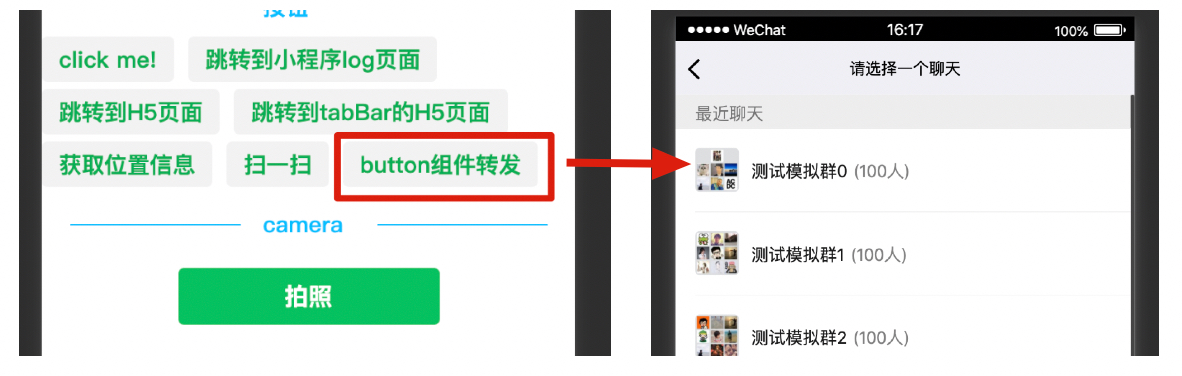 按钮
click me!
跳转到小程序log页面
跳转到H5页面
跳转到tabBar的H5页面
获取位置信息
扫一扫
button组件转发
camera
拍照
WeChat
16:17
100%
请选择一个聊天
最近聊天
测试模拟群0 (100人)
测试模拟群1 (100人)
测试模拟群2 (100人)